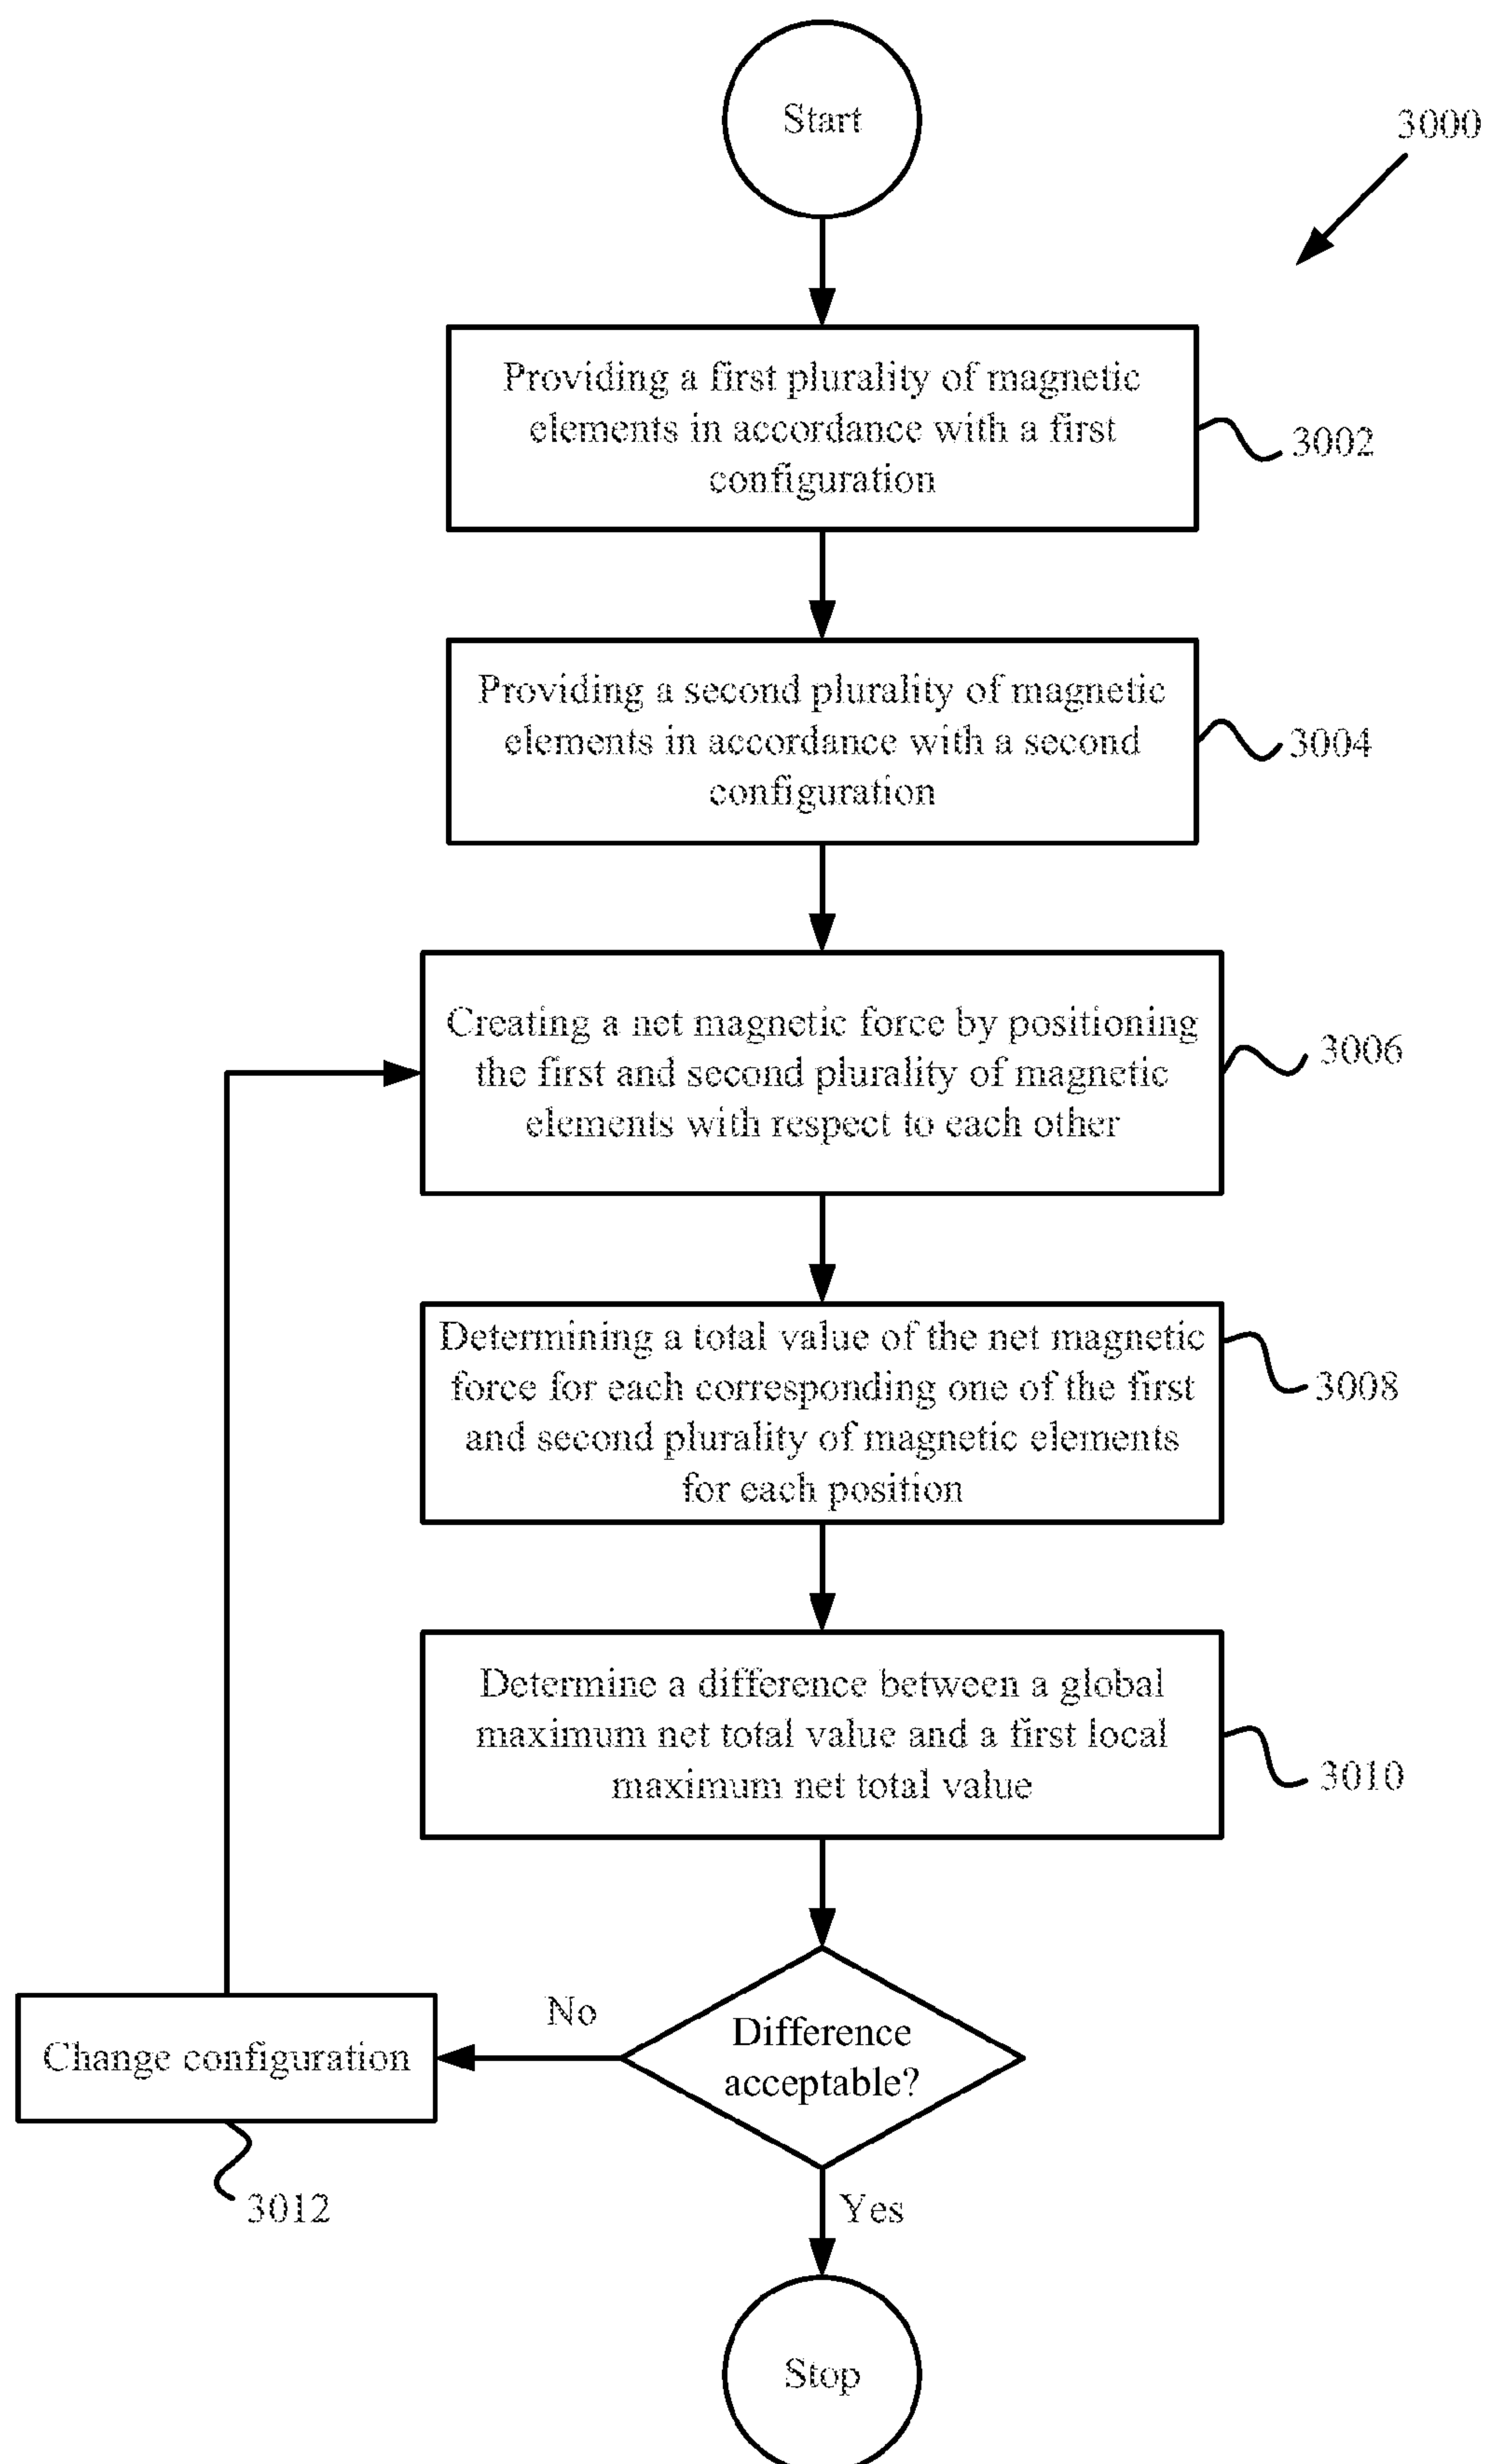 Start
3000
Providing a first plurality of magnetic
elements in accordance with a first
configuration
3002
Providing a second plurality of magnetic
elements in accordance with a second
configuration
3004
Creating a net magnetic force by positioning
the first and second plurality of magnetic
elements with respect to each other
3006
Determining a total value of the net magnetic
force for each corresponding one of the first
and second plurality of magnetic elements
for each position
3008
Determine a difference between a global
maximum net total value and a first local
maximum net total value
3010
Difference
acceptable?
No
Change configuration
3012
Yes
Stop